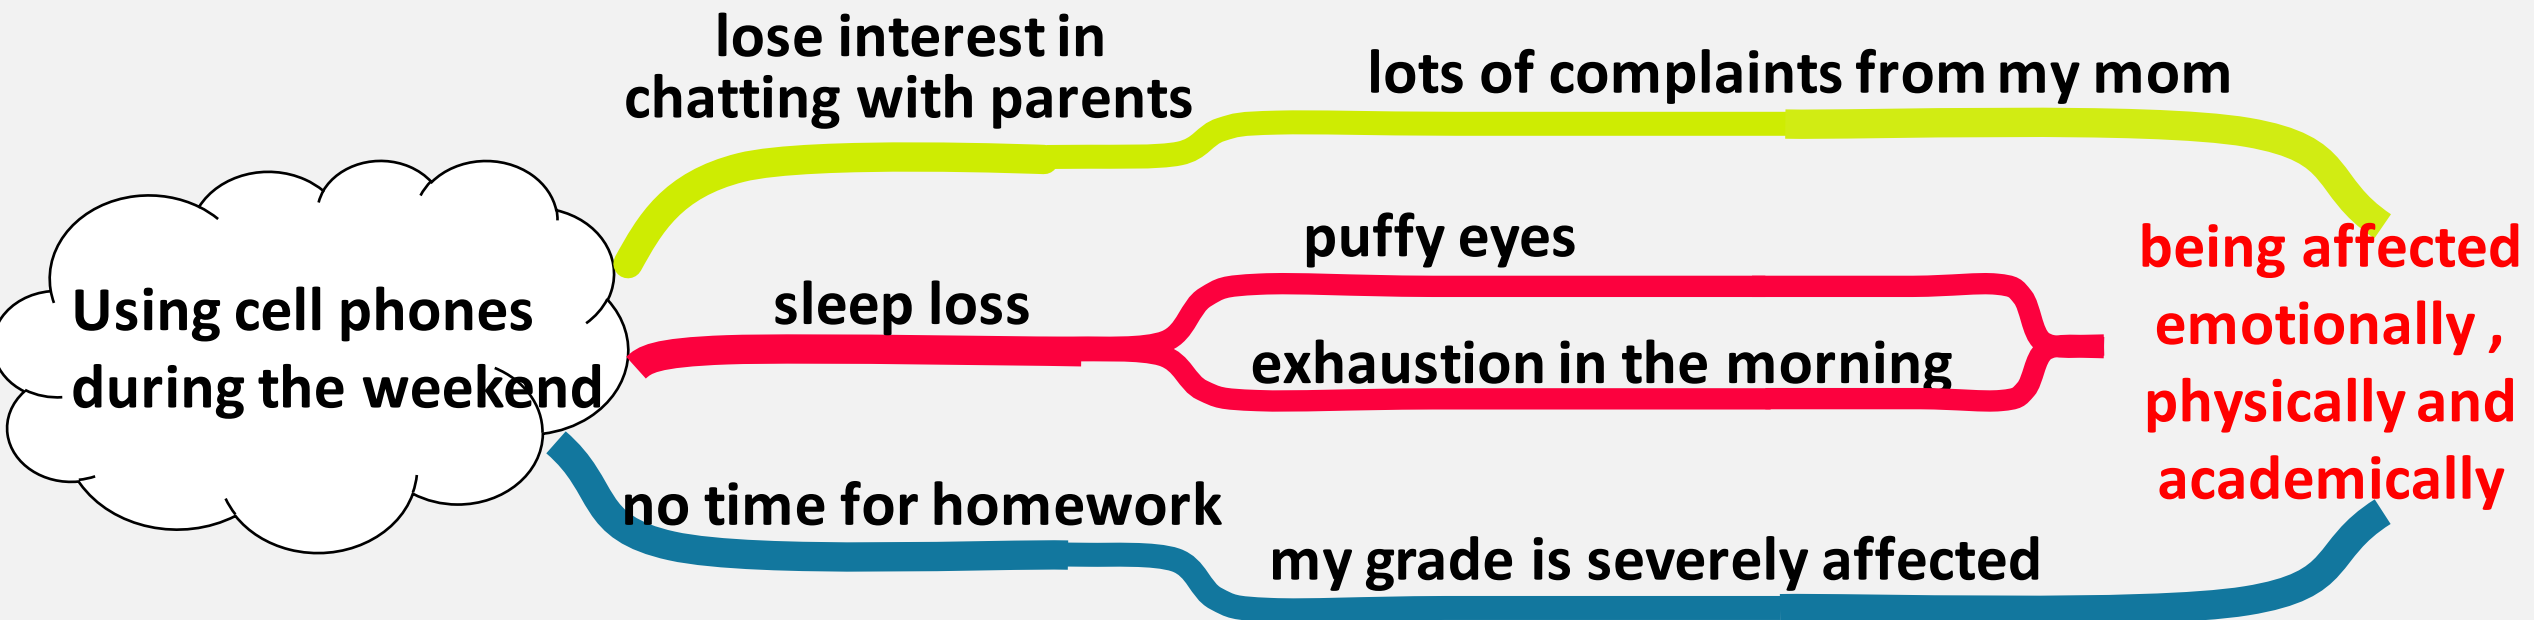 lose interest in
chatting with parents
lots of complaints from my mom
Using cell phones
during the weekend
sleep loss
puffy eyes
exhaustion in the morning
no time for homework
my grade is severely affected
being affected
emotionally ,
physically and
academically